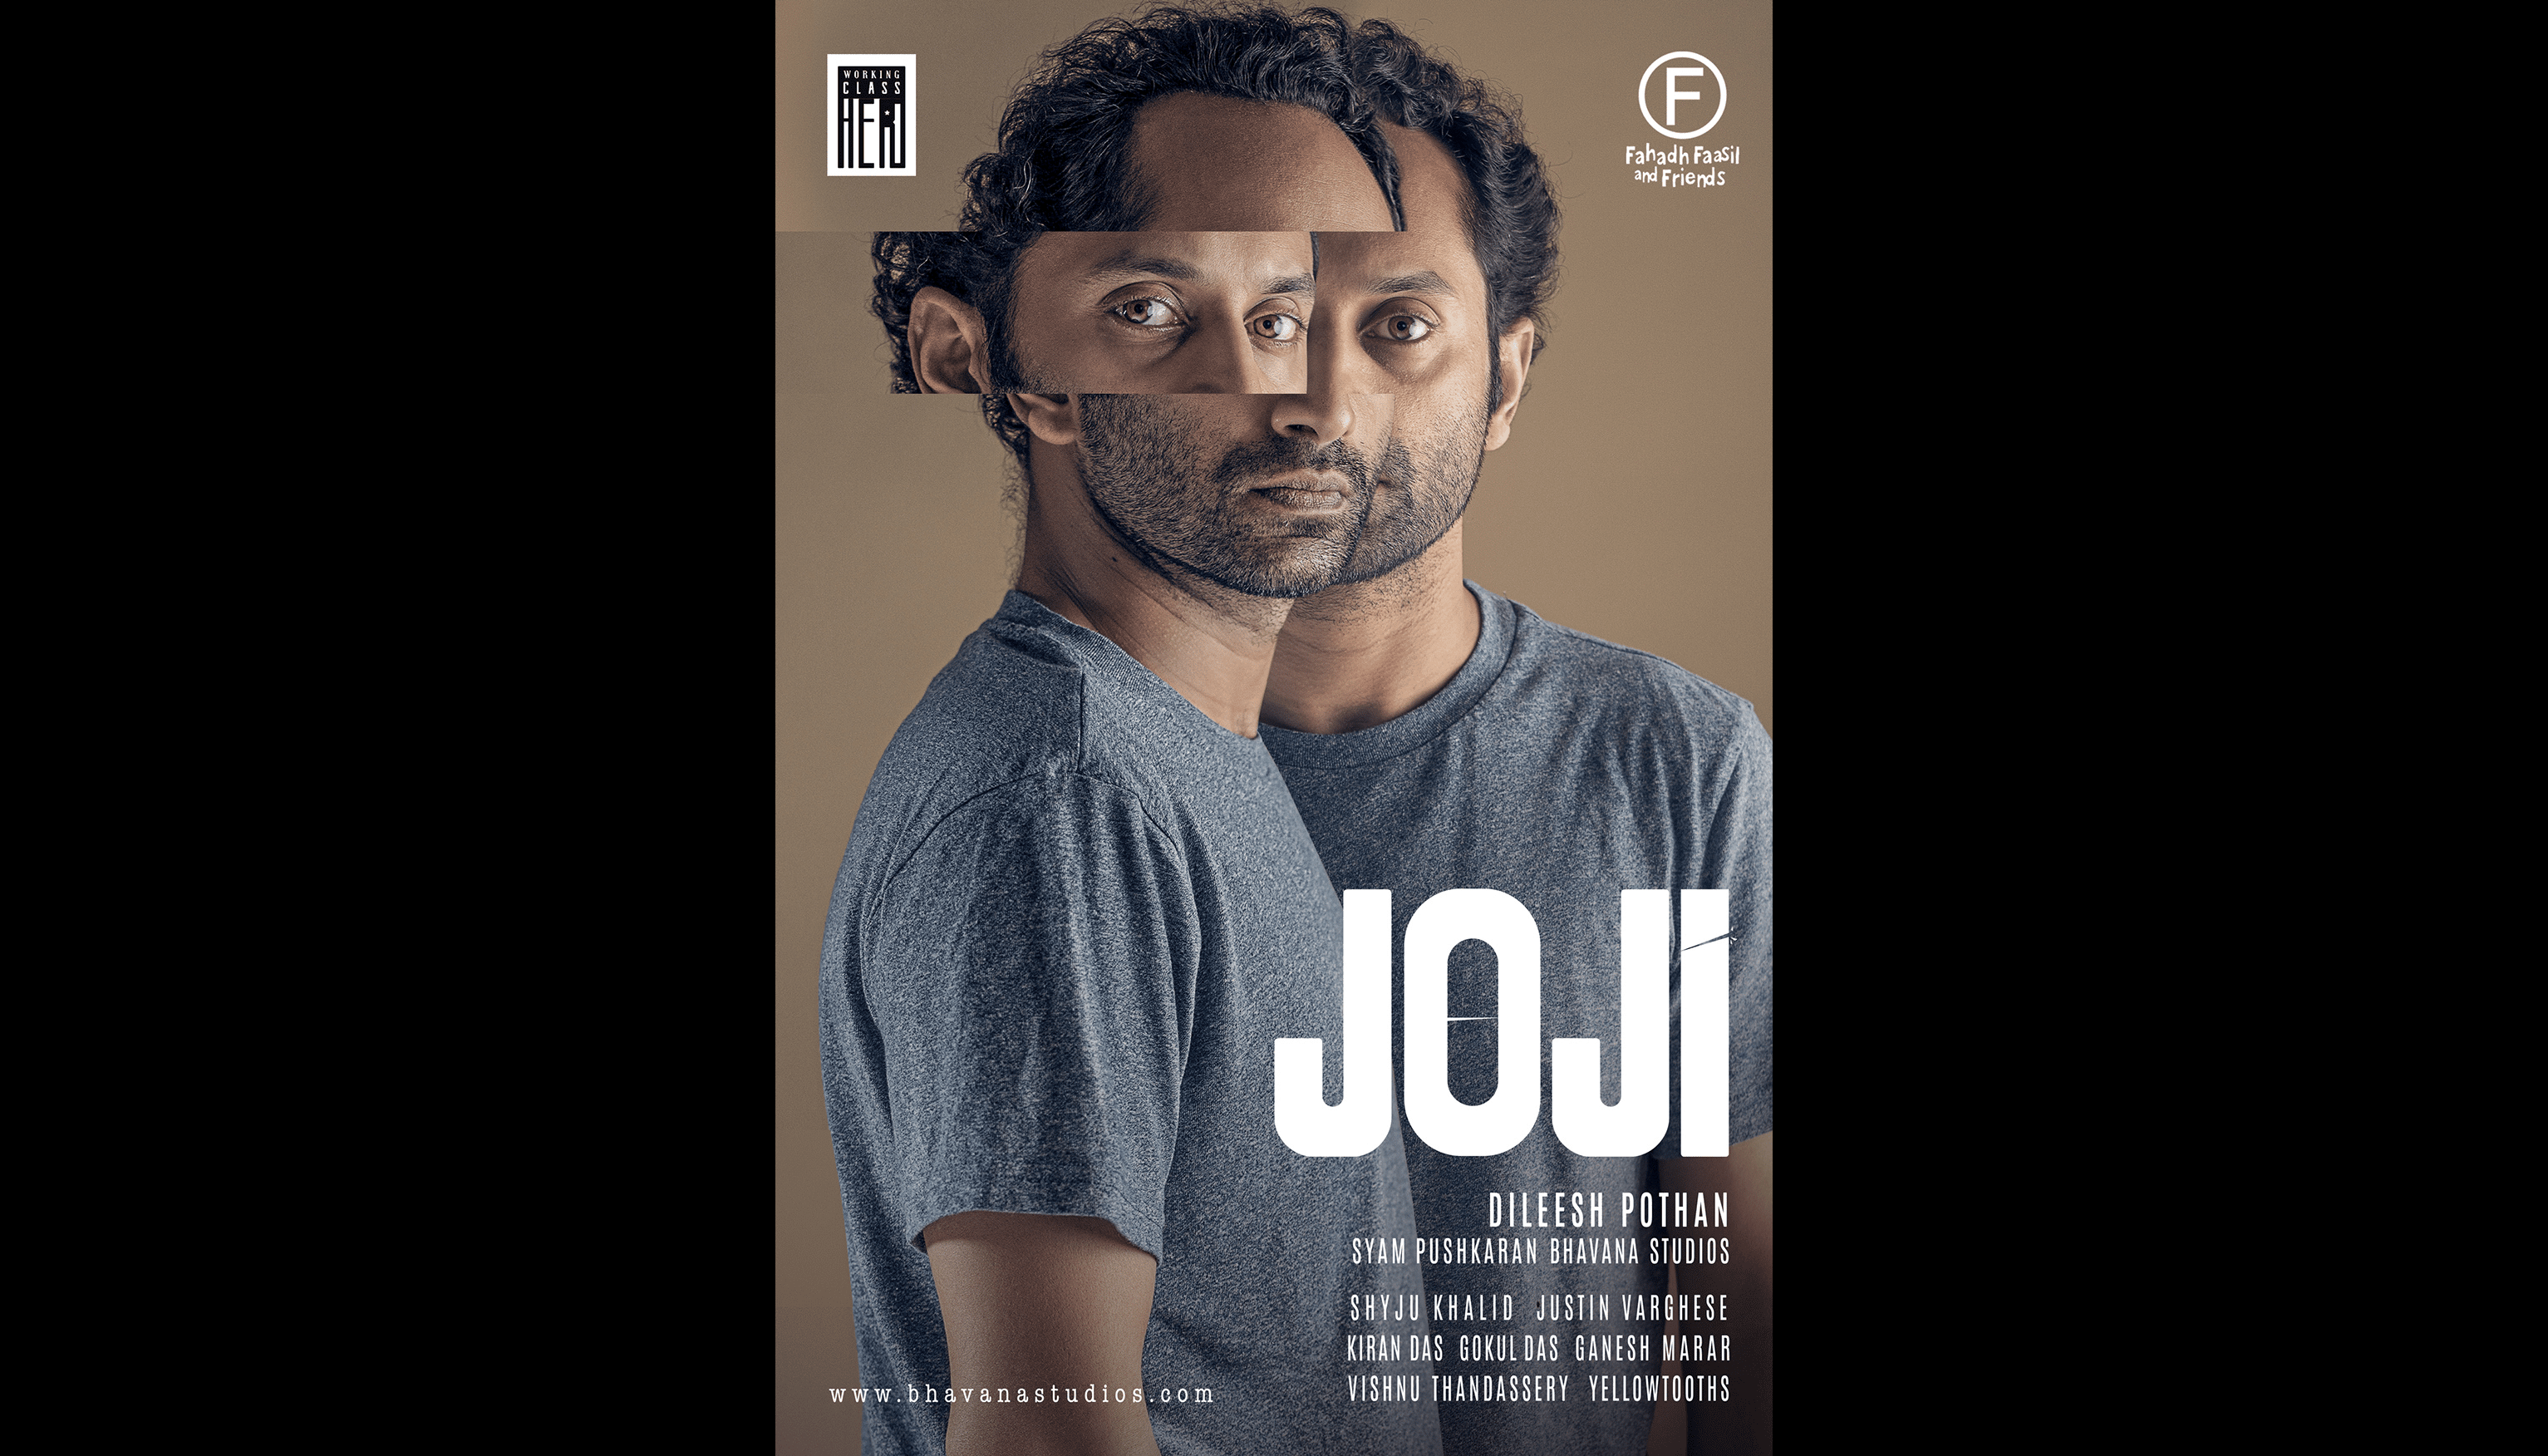 WORKING
CLASS
HERO
F
Fahadh Faasil
and Friends
JOJI
DILEESH POTHAN
SYAM PUSHKARAN BHAVANA STUDIOS
SHYJU KHALID JUSTIN VARGHESE
KIRAN DAS GOKUL DAS GANESH MARAR
VISHNU THANDASSERY YELLOWTOOTHS
www.bhavanastudios.com